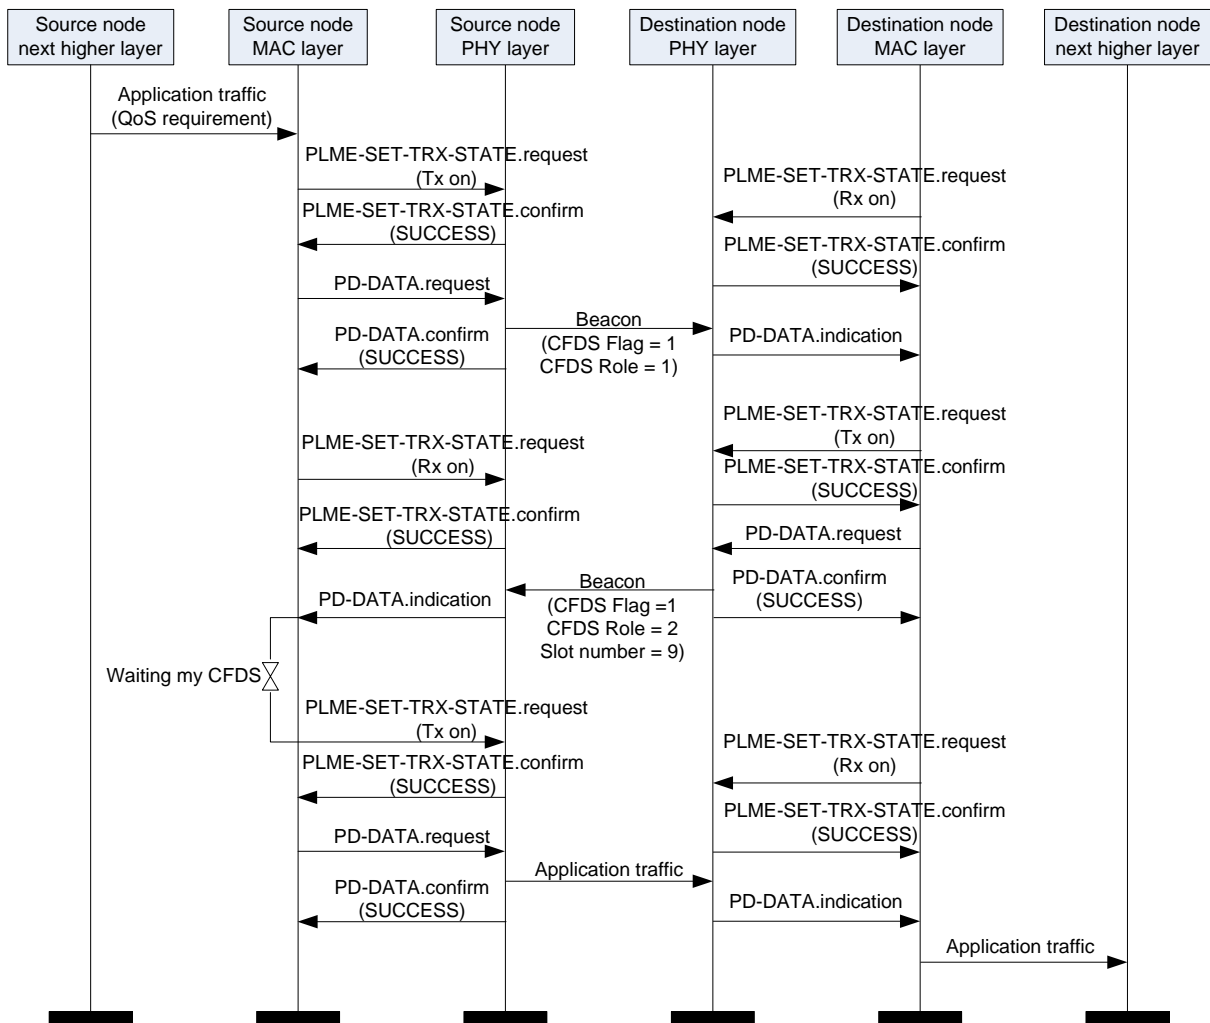 Source node
next higher layer
Source node
MAC layer
Source node
PHY layer
Destination node
PHY layer
Destination node
MAC layer
Destination node
next higher layer
Application traffic
(QoS requirement)
PLME-SET-TRX-STATE.request
(Tx on)
PLME-SET-TRX-STATE.request
(Rx on)
PLME-SET-TRX-STATE.confirm
(SUCCESS)
PLME-SET-TRX-STATE.confirm
(SUCCESS)
PD-DATA.request
Beacon
(CFDS Flag = 1
CFDS Role = 1)
PD-DATA.confirm
(SUCCESS)
PD-DATA.indication
PLME-SET-TRX-STATE.request
(Tx on)
PLME-SET-TRX-STATE.request
(Rx on)
PLME-SET-TRX-STATE.confirm
(SUCCESS)
PLME-SET-TRX-STATE.confirm
(SUCCESS)
PD-DATA.request
Beacon
(CFDS Flag =1
CFDS Role = 2
Slot number = 9)
PD-DATA.confirm
(SUCCESS)
PD-DATA.indication
Waiting my CFDS
PLME-SET-TRX-STATE.request
(Tx on)
PLME-SET-TRX-STATE.request
(Rx on)
PLME-SET-TRX-STATE.confirm
(SUCCESS)
PLME-SET-TRX-STATE.confirm
(SUCCESS)
PD-DATA.request
Application traffic
PD-DATA.confirm
(SUCCESS)
PD-DATA.indication
Application traffic